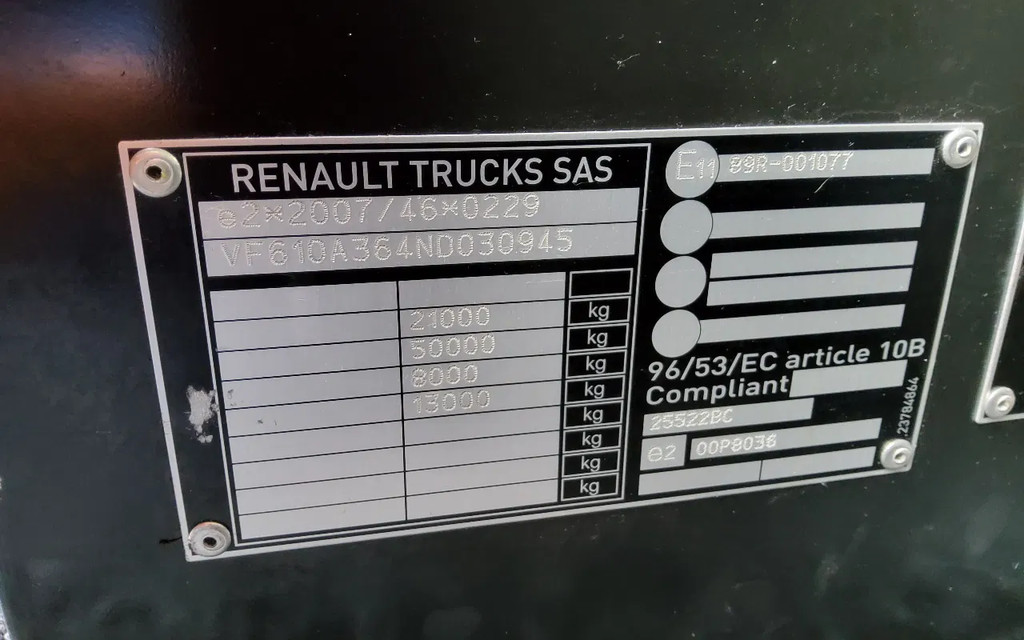 RENAULT TRUCKS SAS
e2*2007/46*0229
VF610A364ND030945
21000 kg
50000 kg
8000 kg
13000 kg
kg
kg
kg
kg
E11 89R-001077
96/53/EC article 10B
Compliant
25522BC
e2 00P8036
23784864